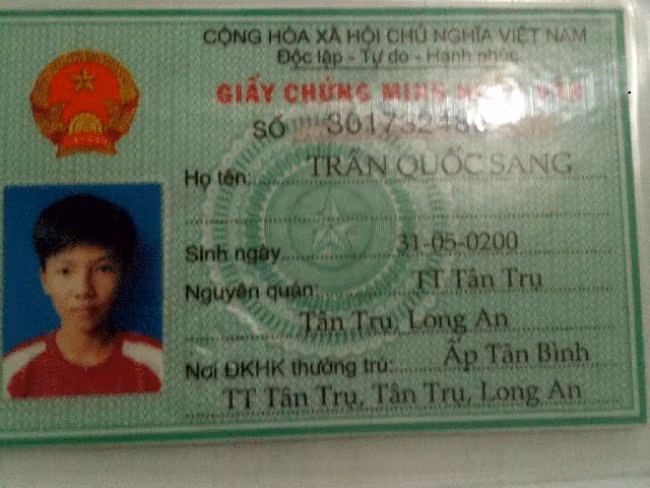 CỘNG HÒA XÃ HỘI CHỦ NGHĨA VIỆT NAM
Độc lập - Tự do - Hạnh phúc
GIẤY CHỨNG MINH
SỐ
Họ tên: TRẦN QUỐC SANG
Sinh ngày 31-05-0200
Nguyên quán: TT Tân Trụ
Tân Trụ, Long An
Nơi ĐKHK thường trú: Ấp Tân Bình
TT Tân Trụ, Tân Trụ, Long An